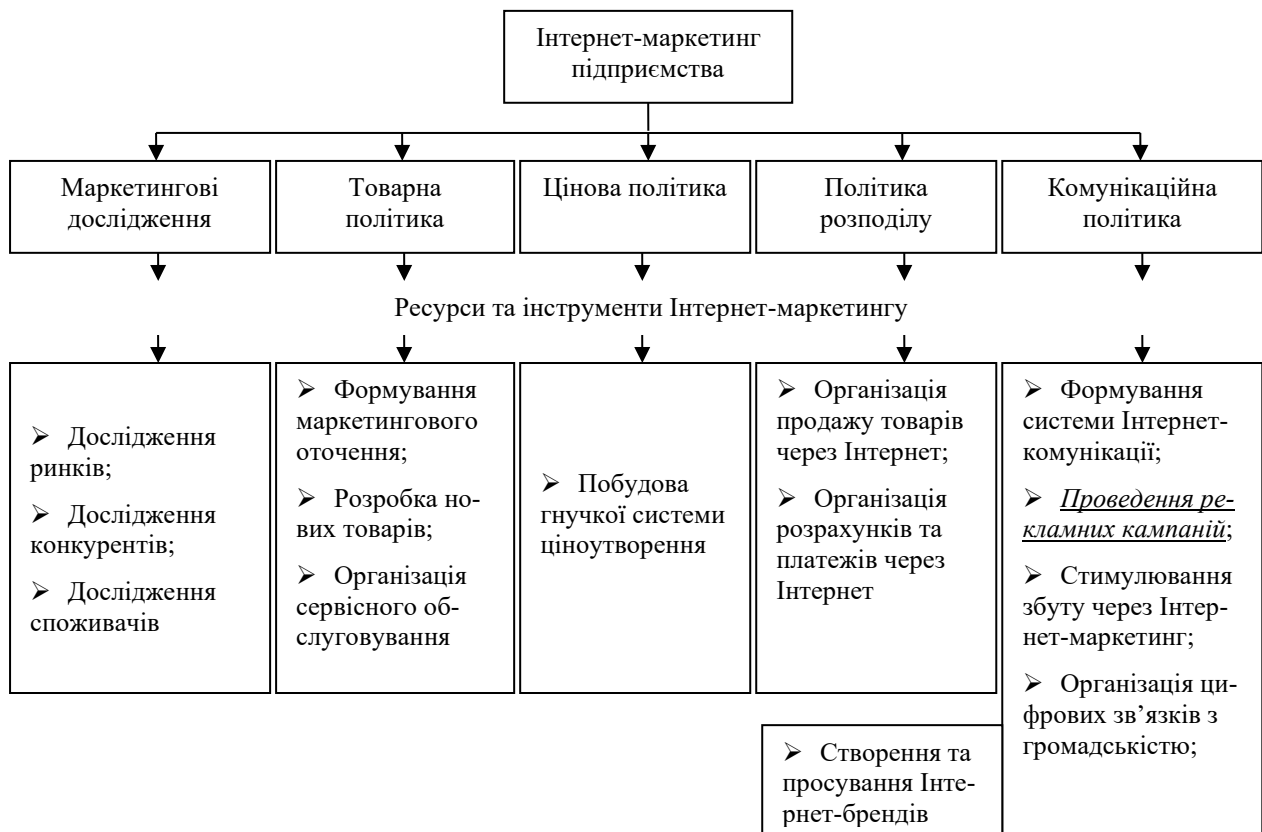 Інтернет-маркетинг
підприємства
Маркетингові
дослідження
Товарна
політика
Цінова політика
Політика
розподілу
Комунікаційна
політика
Ресурси та інструменти Інтернет-маркетингу
➢ Дослідження
ринків;
➢ Дослідження
конкурентів;
➢ Дослідження
споживачів
➢ Формування
маркетингового
оточення;
➢ Розробка но-
вих товарів;
➢ Організація
сервісного об-
слуговування
➢ Побудова
гнучкої системи
ціноутворення
➢ Організація
продажу товарів
через Інтернет;
➢ Організація
розрахунків та
платежів через
Інтернет
➢ Формування
системи Інтернет-
комунікації;
➢ Проведення ре-
кламних кампаній;
➢ Стимулювання
збуту через Інтер-
нет-маркетинг;
➢ Організація ци-
фрових зв’язків з
громадськістю;
➢ Створення та
просування Інте-
рнет-брендів